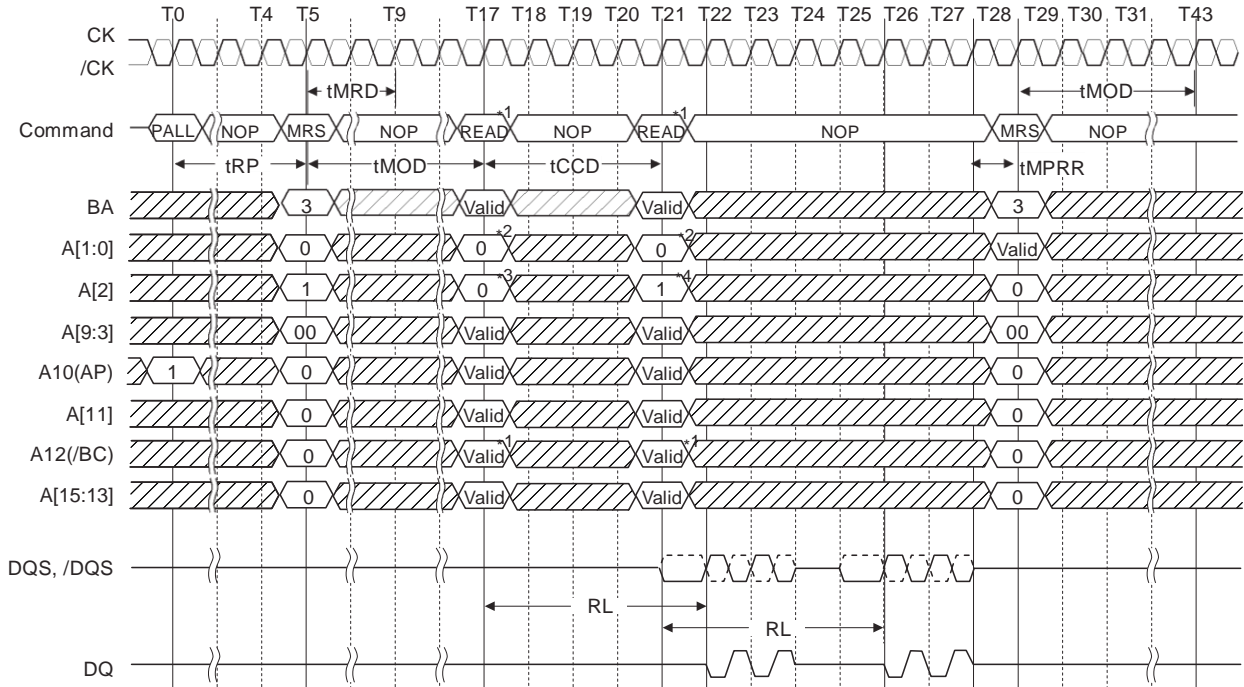 T0 T4 T5 T9 T17 T18 T19 T20 T21 T22 T23 T24 T25 T26 T27 T28 T29 T30 T31 T43
CK
/CK
tMRD tMOD
*1 *1
Command PALL NOP MRS NOP READ NOP READ NOP MRS NOP
tRP tMOD tCCD tMPRR
BA 3 Valid Valid 3
A[1:0] 0 0*2 0*2 Valid
A[2] 1 0*3 1*4 0
A[9:3] 00 Valid Valid 00
A10(AP) 1 0 Valid Valid 0
A[11] 0 Valid Valid 0
A12(/BC) 0 Valid*1 Valid*1 0
A[15:13] 0 Valid Valid 0
DQS, /DQS
RL
RL
DQ